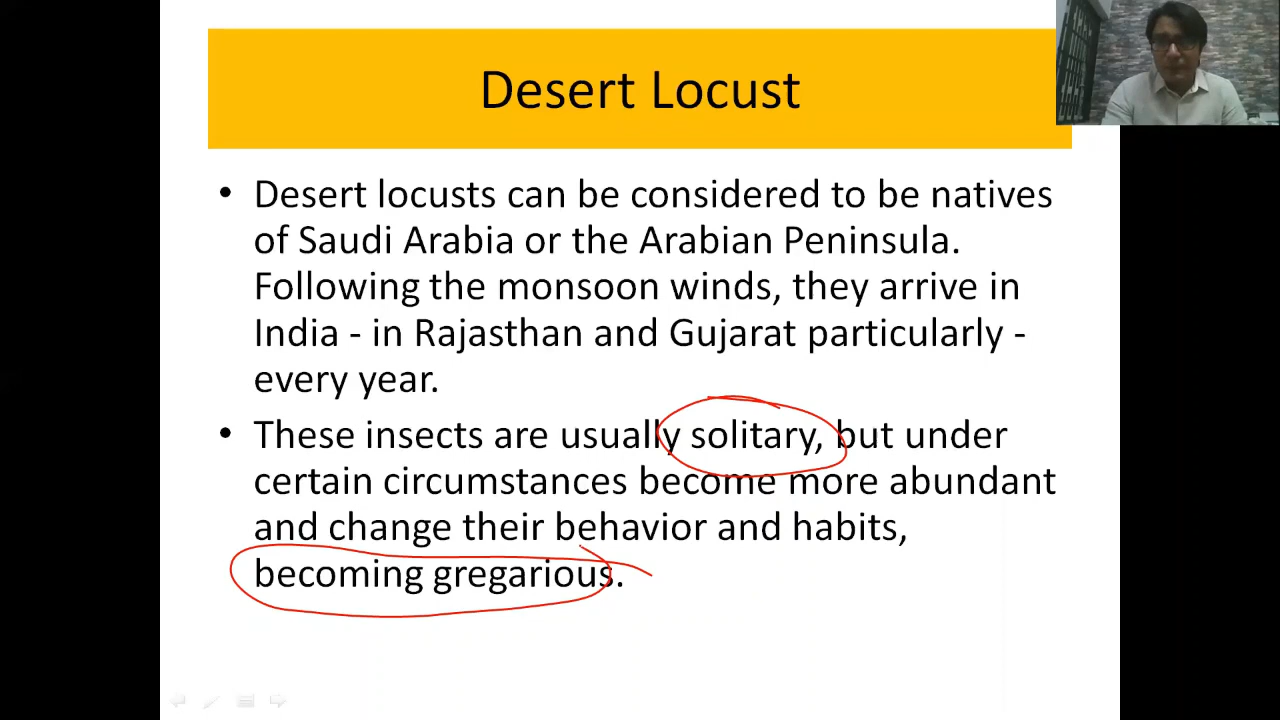 Desert Locust
• Desert locusts can be considered to be natives
of Saudi Arabia or the Arabian Peninsula.
Following the monsoon winds, they arrive in
India - in Rajasthan and Gujarat particularly -
every year.
• These insects are usually solitary, but under
certain circumstances become more abundant
and change their behavior and habits,
becoming gregarious.